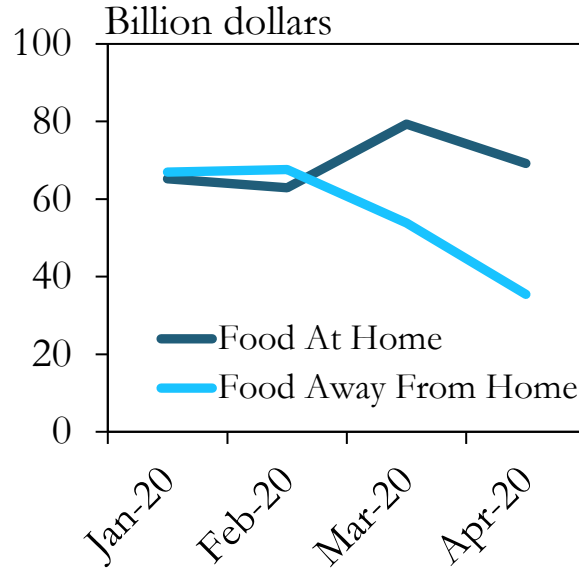 Billion dollars
100
80
60
40
20
0
Food At Home
Food Away From Home
Jan-20
Feb-20
Mar-20
Apr-20